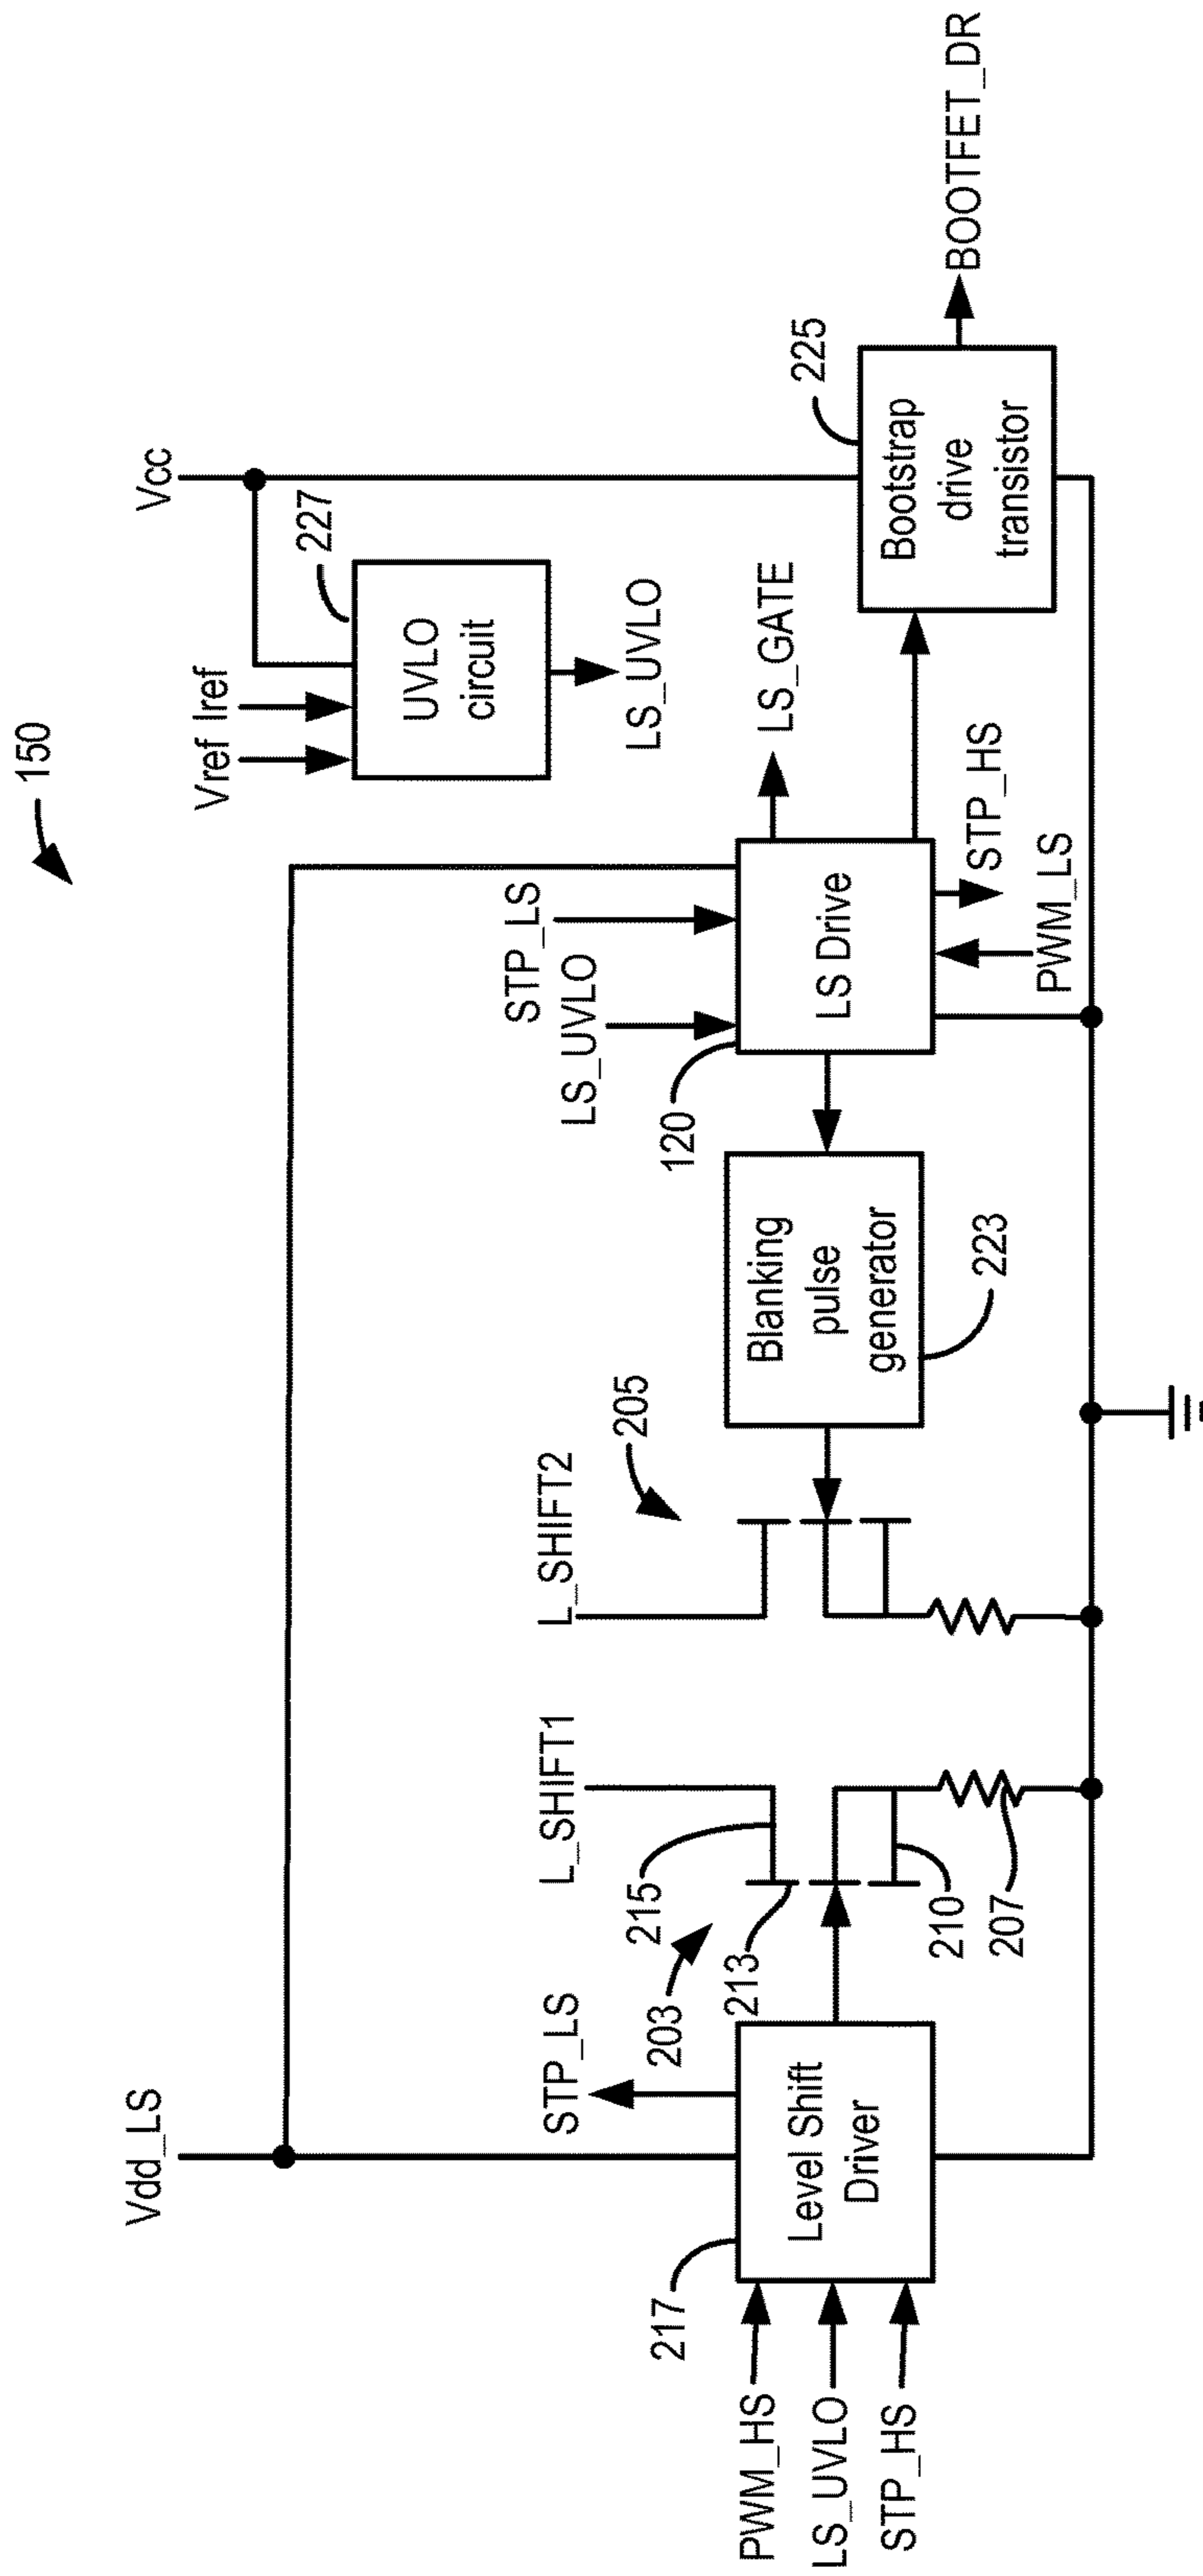 150
Vdd_LS
Vcc
Vref
Iref
227
UVLO
circuit
LS_UVLO
STP_LS
L_SHIFT1
L_SHIFT2
STP_LS
LS_UVLO
217
Level Shift
Driver
PWM_HS
LS_UVLO
STP_HS
203
215
213
210
207
205
Blanking
pulse
generator
223
120
LS Drive
LS_GATE
STP_HS
PWM_LS
225
Bootstrap
drive
transistor
BOOTFET_DR